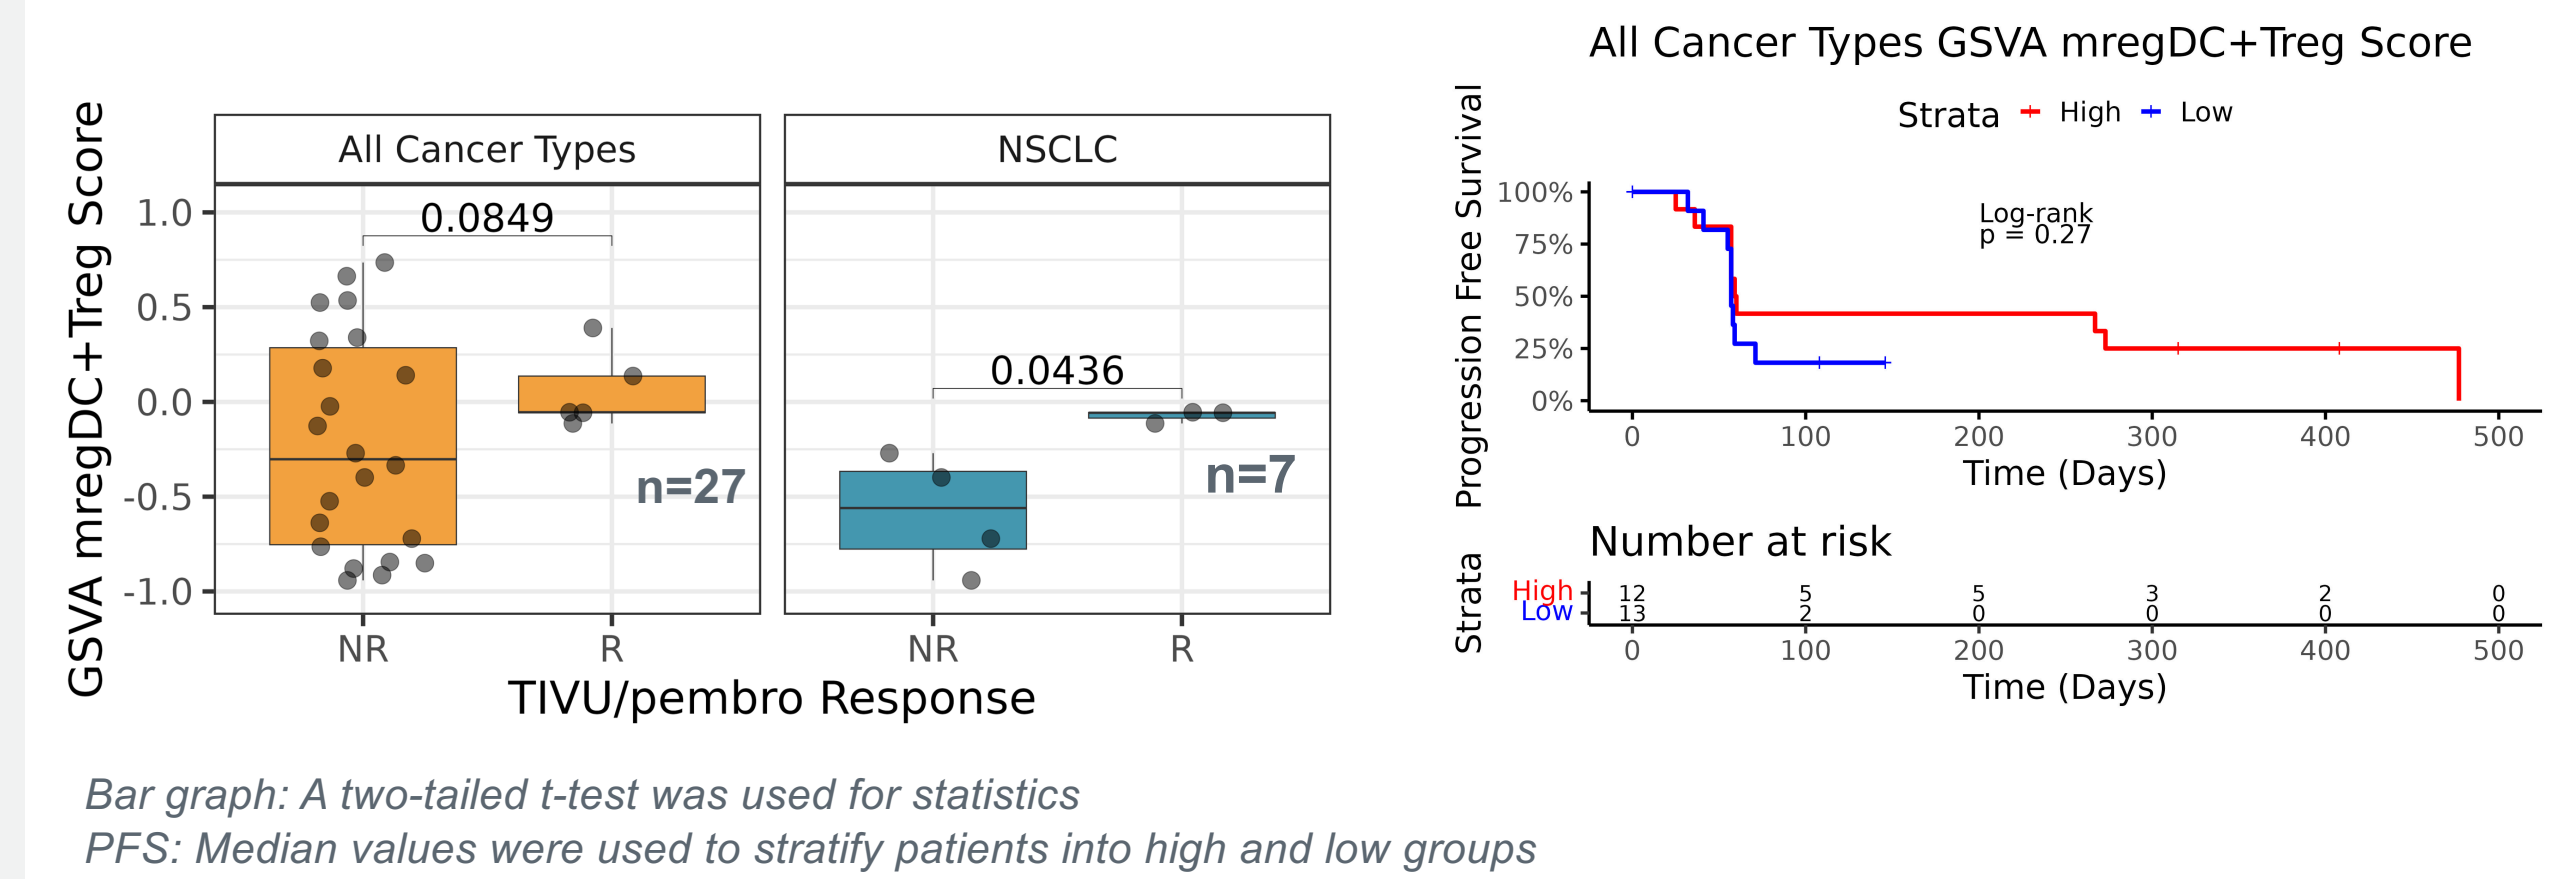 GSVA mregDC+Treg Score
All Cancer Types
NSCLC
1.0
0.5
0.0
-0.5
-1.0
0.0849
n=27
0.0436
n=7
NR
R
NR
R
TIVU/pembro Response
All Cancer Types GSVA mregDC+Treg Score
Strata High Low
Progression Free Survival
100%
75%
50%
25%
0%
Log-rank
p = 0.27
0 100 200 300 400 500
Time (Days)
Number at risk
Strata
High 12 5 5 3 2 0
Low 13 2 0 0 0 0
0 100 200 300 400 500
Time (Days)
Bar graph: A two-tailed t-test was used for statistics
PFS: Median values were used to stratify patients into high and low groups